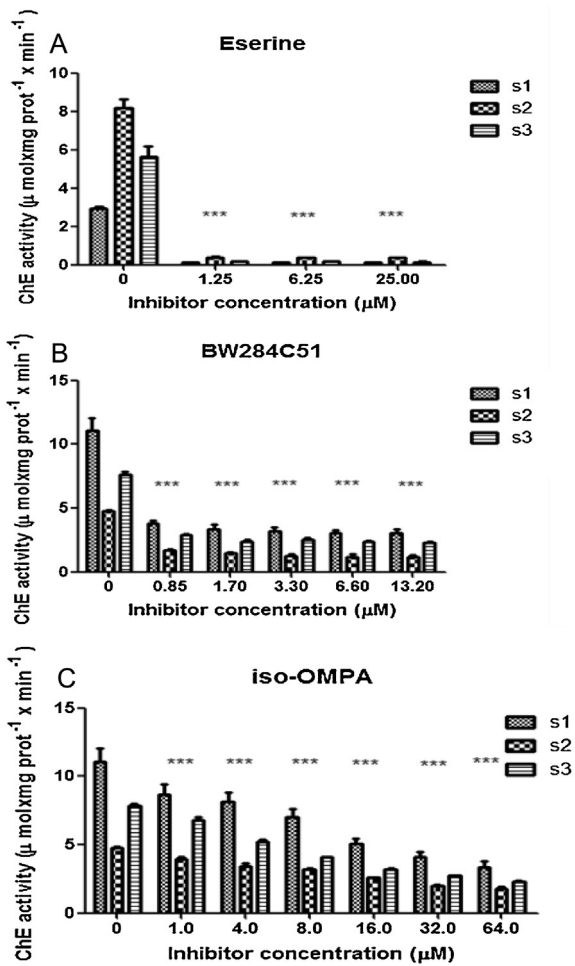 A
Eserine
ChE activity (μ molxmg prot⁻¹ x min⁻¹)
10
8
6
4
2
0
s1
s2
s3
*** *** ***
0 1.25 6.25 25.00
Inhibitor concentration (μM)
B
BW284C51
ChE activity (μ molxmg prot⁻¹ x min⁻¹)
15
10
5
0
s1
s2
s3
*** *** *** *** ***
0 0.85 1.70 3.30 6.60 13.20
Inhibitor concentration (μM)
C
iso-OMPA
ChE activity (μ molxmg prot⁻¹ x min⁻¹)
15
10
5
0
s1
s2
s3
*** *** *** *** *** ***
0 1.0 4.0 8.0 16.0 32.0 64.0
Inhibitor concentration (μM)